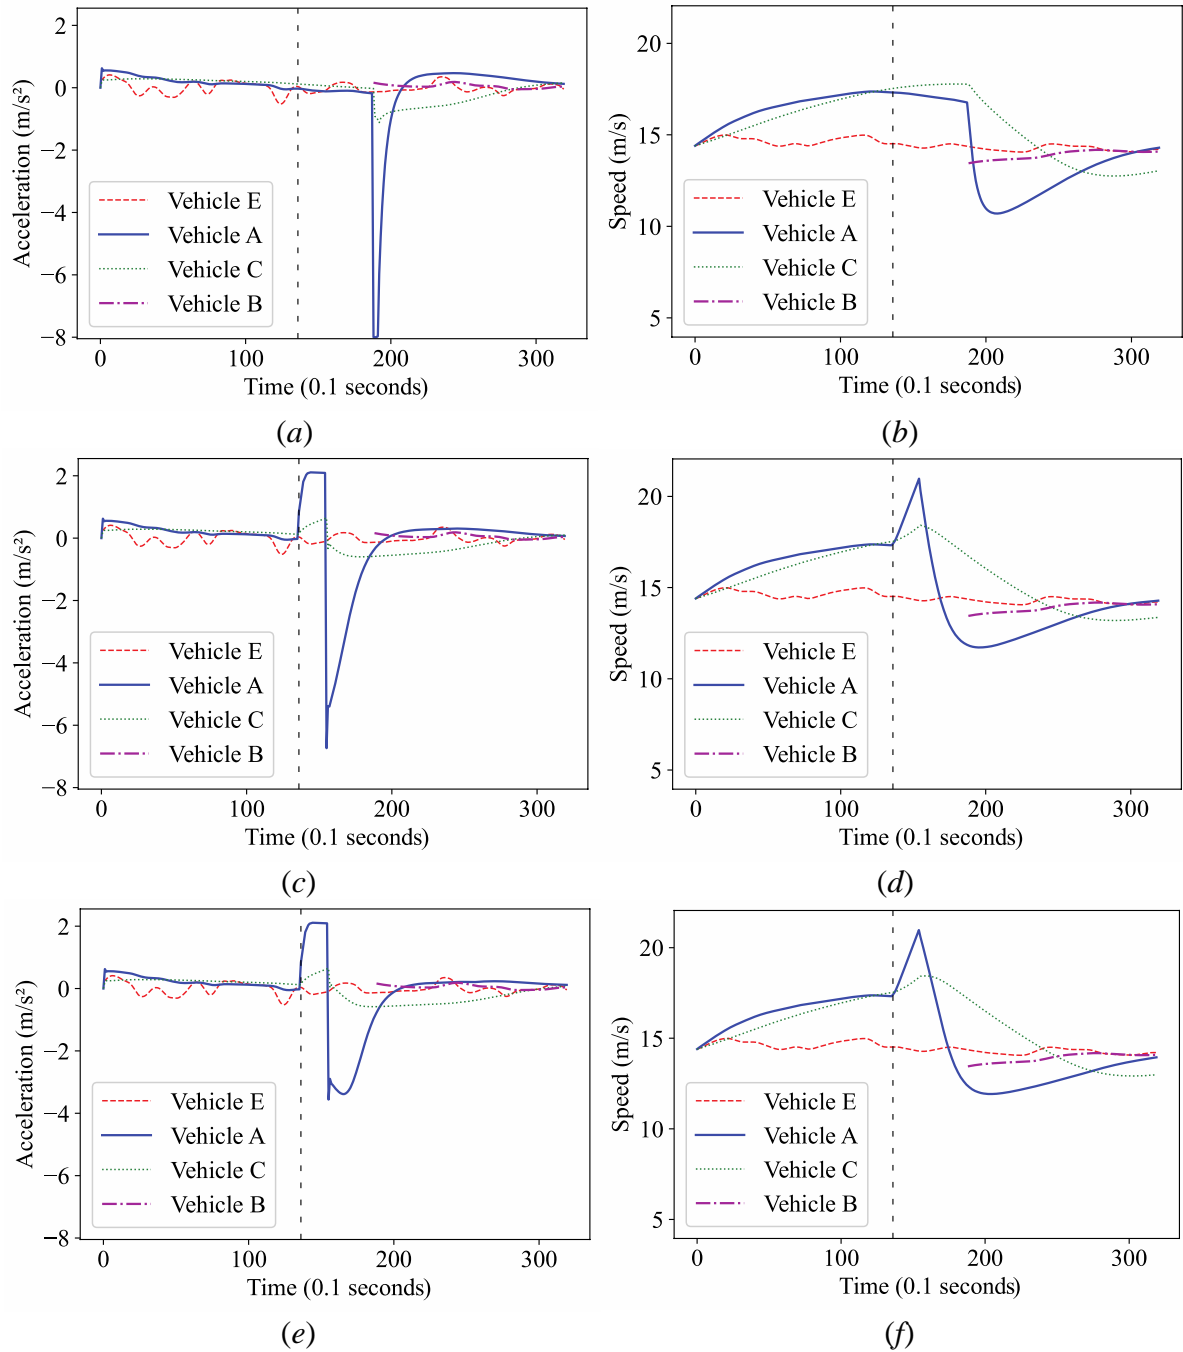 2
0
−2
−4
−6
−8
Acceleration (m/s²)
Vehicle E
Vehicle A
Vehicle C
Vehicle B
0 100 200 300
Time (0.1 seconds)
(a)
20
15
10
5
Speed (m/s)
Vehicle E
Vehicle A
Vehicle C
Vehicle B
0 100 200 300
Time (0.1 seconds)
(b)
2
0
−2
−4
−6
−8
Acceleration (m/s²)
Vehicle E
Vehicle A
Vehicle C
Vehicle B
0 100 200 300
Time (0.1 seconds)
(c)
20
15
10
5
Speed (m/s)
Vehicle E
Vehicle A
Vehicle C
Vehicle B
0 100 200 300
Time (0.1 seconds)
(d)
2
0
−2
−4
−6
−8
Acceleration (m/s²)
Vehicle E
Vehicle A
Vehicle C
Vehicle B
0 100 200 300
Time (0.1 seconds)
(e)
20
15
10
5
Speed (m/s)
Vehicle E
Vehicle A
Vehicle C
Vehicle B
0 100 200 300
Time (0.1 seconds)
(f)